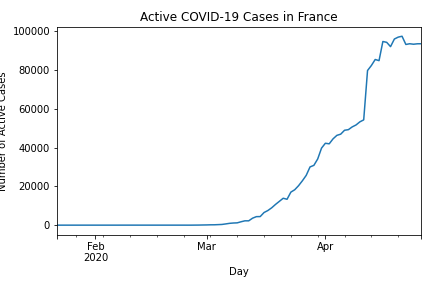 Active COVID-19 Cases in France
Number of Active Cases
100000
80000
60000
40000
20000
0
Feb
2020
Mar
Apr
Day